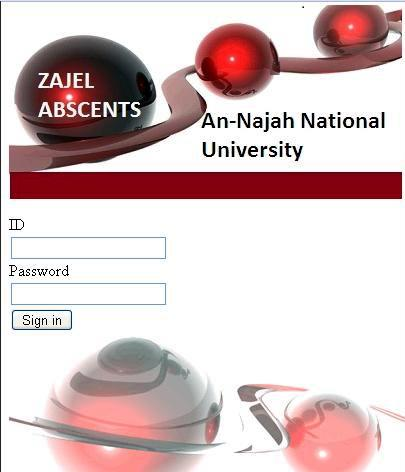 ZAJEL
ABSCENTS
An-Najah National
University
ID
Password
Sign in